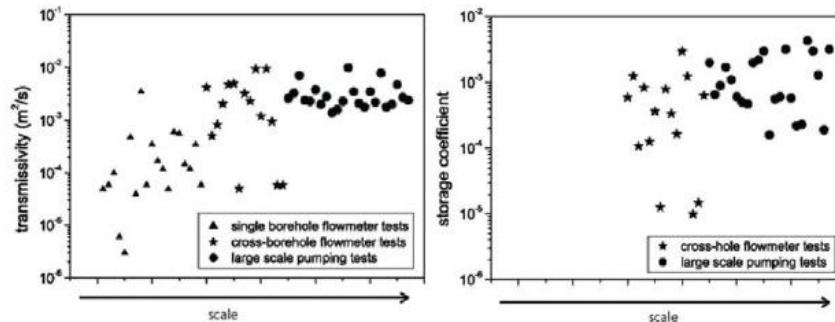 10⁻¹
10⁻²
10⁻³
10⁻⁴
10⁻⁵
10⁻⁶
transmissivity (m²/s)
single borehole flowmeter tests
cross-borehole flowmeter tests
large scale pumping tests
scale
10⁻²
10⁻³
10⁻⁴
10⁻⁵
10⁻⁶
storage coefficient
cross-hole flowmeter tests
large scale pumping tests
scale